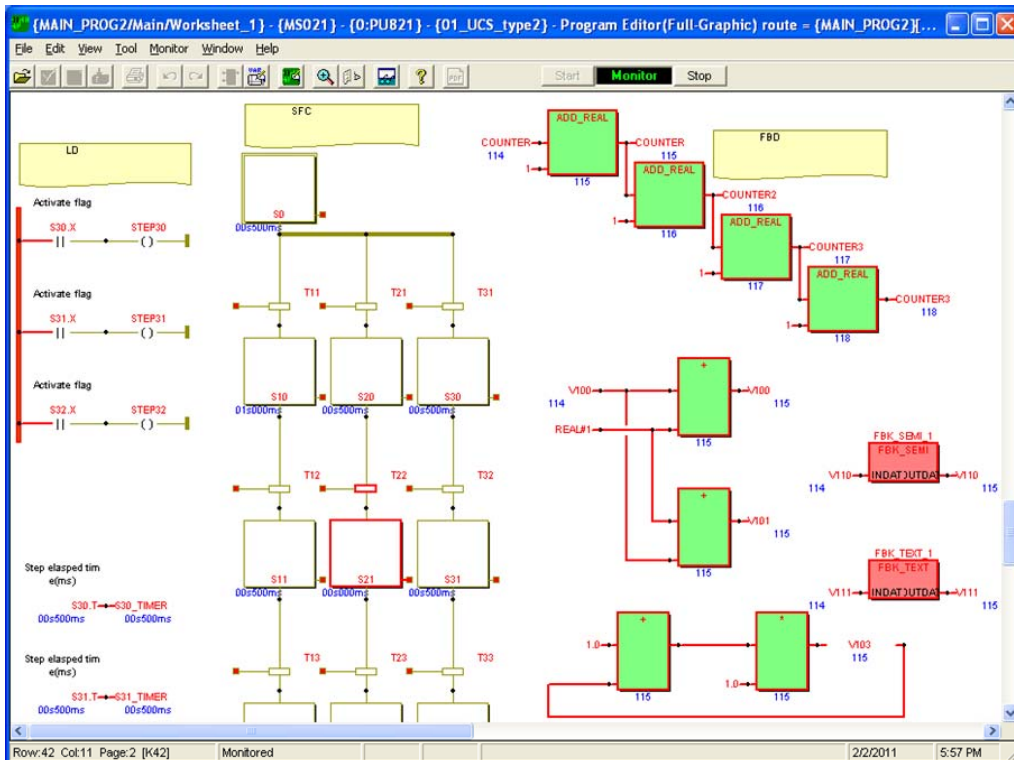 {MAIN_PROG2/Main/Worksheet_1} - {MS021} - {0:PU821} - {01_UCS_type2} - Program Editor(Full-Graphic) route = {MAIN_PROG2}[...
File Edit View Tool Monitor Window Help
Start Monitor Stop
LD
Activate flag
S30.X STEP30
Activate flag
S31.X STEP31
Activate flag
S32.X STEP32
Step elasped tim
e(ms)
S30.T S30_TIMER
00s500ms 00s500ms
Step elasped tim
e(ms)
S31.T S31_TIMER
00s500ms 00s500ms
SFC
S0
00s500ms
T11 T21 T31
S10 S20 S30
01s000ms 00s500ms 00s500ms
T12 T22 T32
S11 S21 S31
00s500ms 00s000ms 00s500ms
T13 T23 T33
FBD
ADD_REAL
COUNTER COUNTER
114 115
1
115
ADD_REAL
COUNTER2
116
1
116
ADD_REAL
COUNTER3
117
1
117
ADD_REAL
COUNTER3
118
1
118
+
V100 V100
114 115
REAL#1
115
+
V101
115
115
FBK_SEMI_1
FBK_SEMI
V110 INDAT OUTDAT V110
114 115
FBK_TEXT_1
FBK_TEXT
V111 INDAT OUTDAT V111
114 115
+ *
1.0 V103
115
1.0
115 115
Row:42 Col:11 Page:2 [K42] Monitored 2/2/2011 5:57 PM